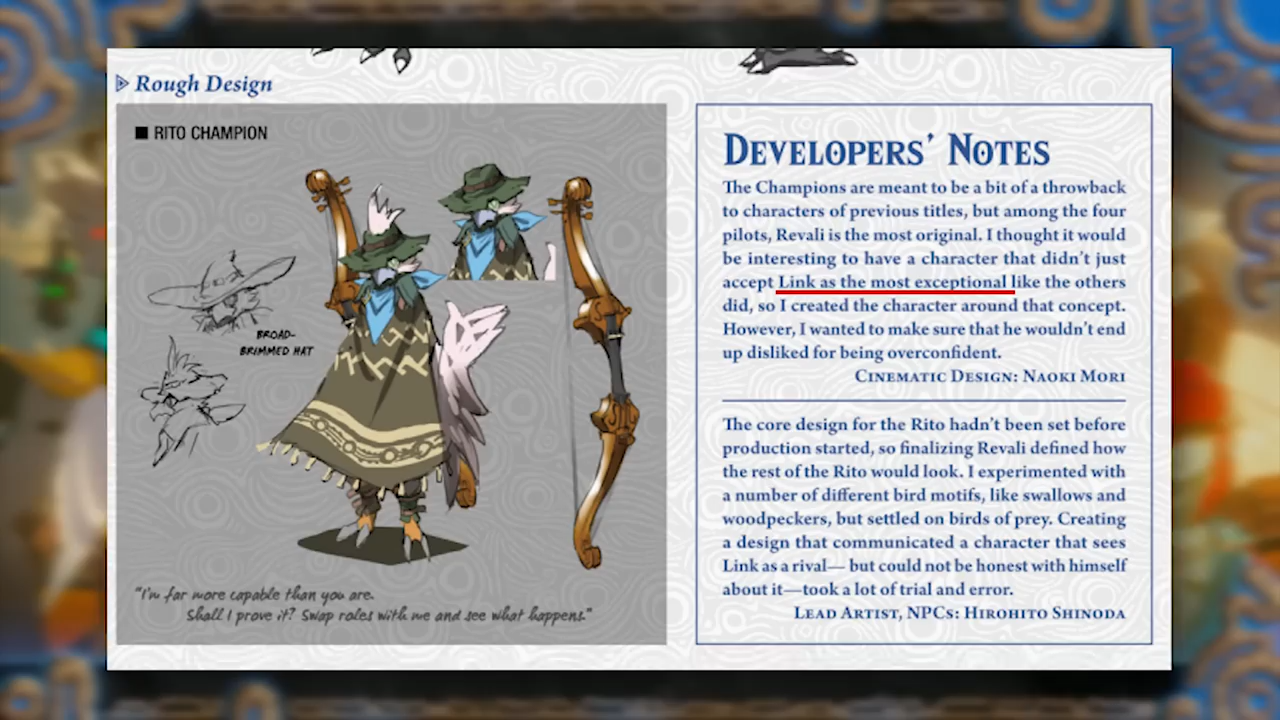 Rough Design
■ RITO CHAMPION
BROAD-
BRIMMED HAT
"I'm far more capable than you are.
Shall I prove it? Swap roles with me and see what happens."
DEVELOPERS' NOTES
The Champions are meant to be a bit of a throwback
to characters of previous titles, but among the four
pilots, Revali is the most original. I thought it would
be interesting to have a character that didn't just
accept Link as the most exceptional like the others
did, so I created the character around that concept.
However, I wanted to make sure that he wouldn't end
up disliked for being overconfident.
CINEMATIC DESIGN: NAOKI MORI
The core design for the Rito hadn't been set before
production started, so finalizing Revali defined how
the rest of the Rito would look. I experimented with
a number of different bird motifs, like swallows and
woodpeckers, but settled on birds of prey. Creating
a design that communicated a character that sees
Link as a rival— but could not be honest with himself
about it—took a lot of trial and error.
LEAD ARTIST, NPCS: HIROHITO SHINODA